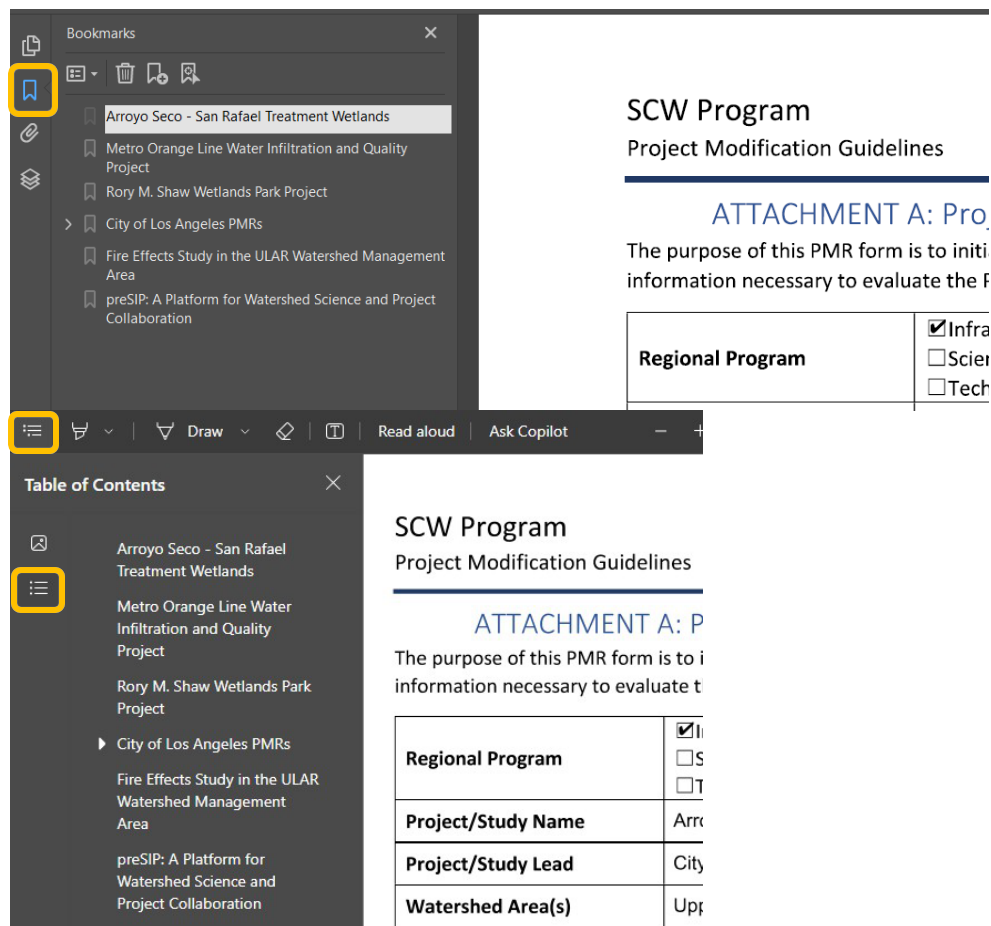 Bookmarks
Arroyo Seco - San Rafael Treatment Wetlands
Metro Orange Line Water Infiltration and Quality
Project
Rory M. Shaw Wetlands Park Project
City of Los Angeles PMRs
Fire Effects Study in the ULAR Watershed Management
Area
preSIP: A Platform for Watershed Science and Project
Collaboration
SCW Program
Project Modification Guidelines
ATTACHMENT A: Proj
The purpose of this PMR form is to initi
information necessary to evaluate the P
Regional Program
Infra
Scien
Tech
Draw
Read aloud
Ask Copilot
Table of Contents
Arroyo Seco - San Rafael
Treatment Wetlands
Metro Orange Line Water
Infiltration and Quality
Project
Rory M. Shaw Wetlands Park
Project
City of Los Angeles PMRs
Fire Effects Study in the ULAR
Watershed Management
Area
preSIP: A Platform for
Watershed Science and
Project Collaboration
SCW Program
Project Modification Guidelines
ATTACHMENT A: P
The purpose of this PMR form is to i
information necessary to evaluate t
Regional Program
I
S
T
Project/Study Name
Arro
Project/Study Lead
City
Watershed Area(s)
Upp